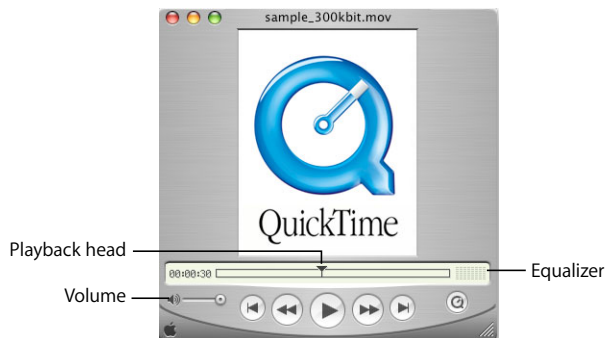 sample_300kbit.mov
QuickTime
Playback head
00:00:30
Equalizer
Volume